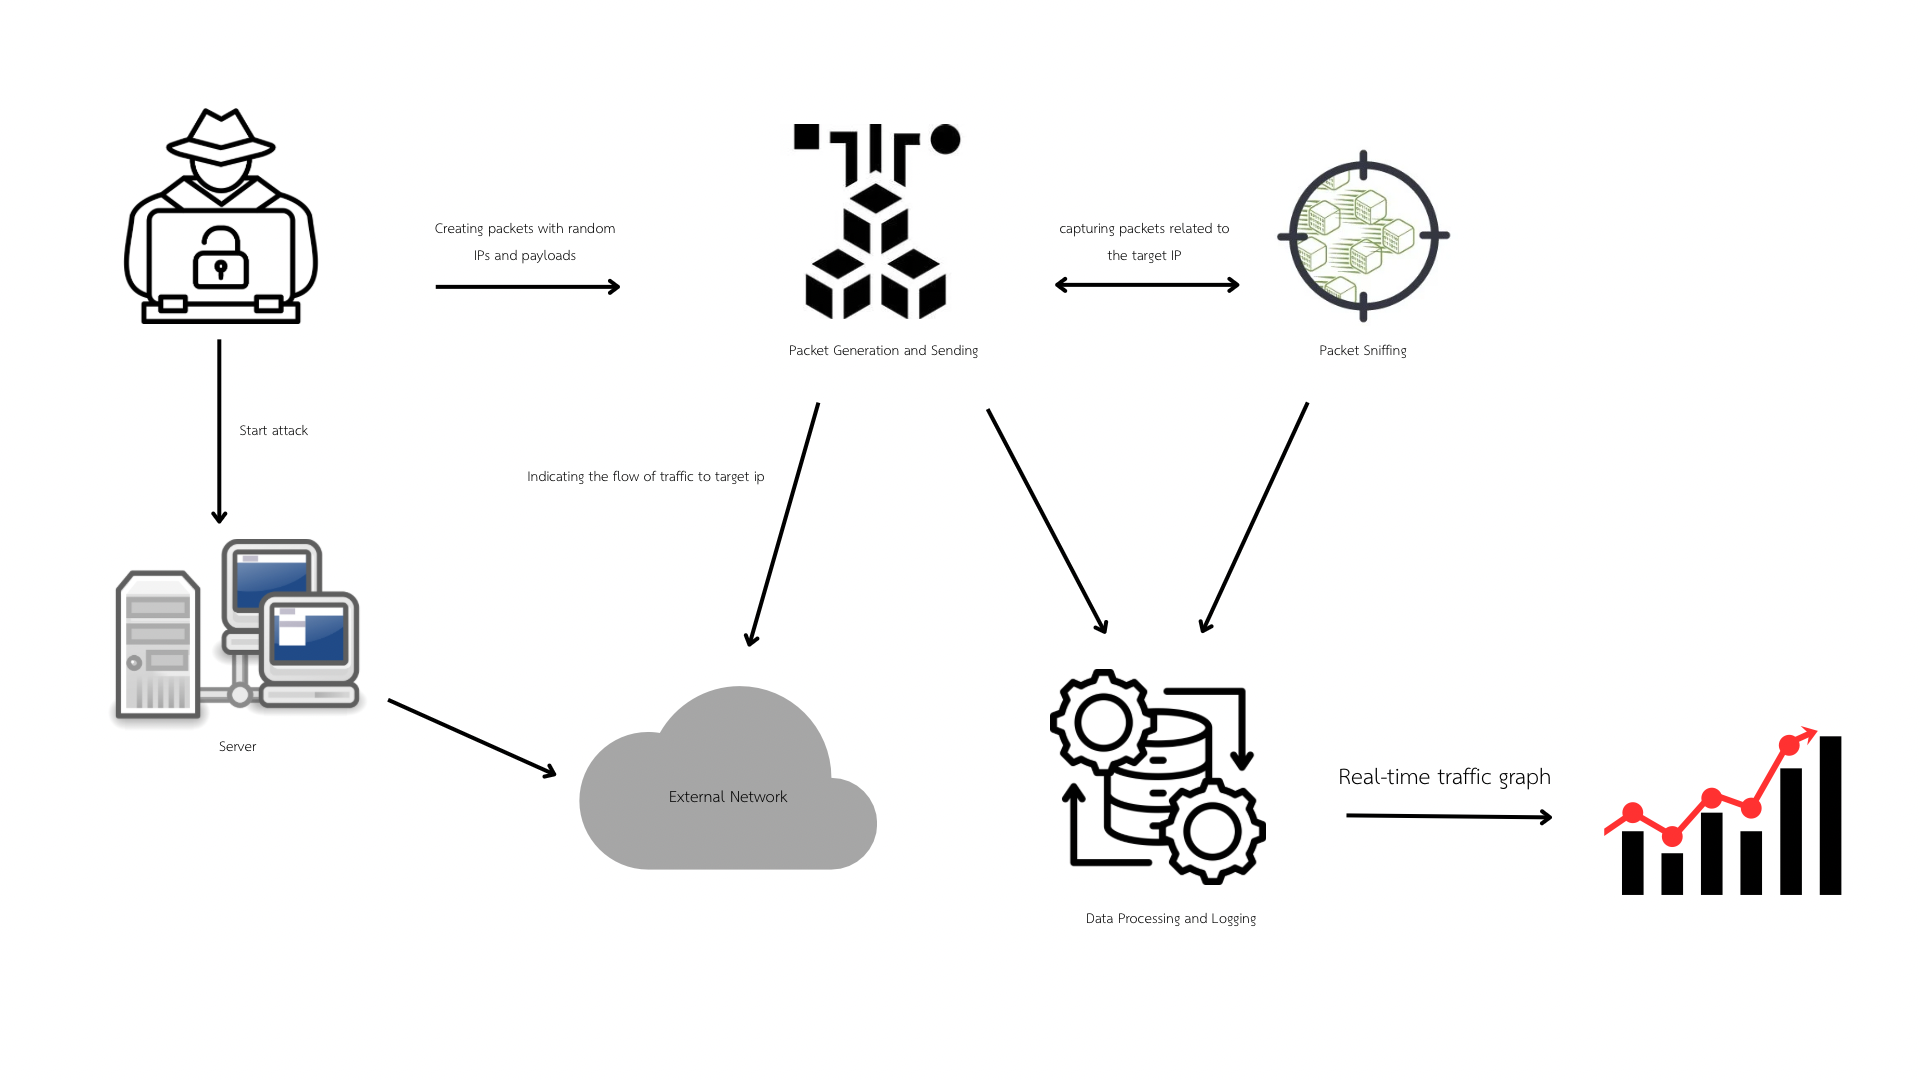 Creating packets with random
IPs and payloads
capturing packets related to
the target IP
Packet Generation and Sending
Packet Sniffing
Start attack
Indicating the flow of traffic to target ip
Server
External Network
Real-time traffic graph
Data Processing and Logging